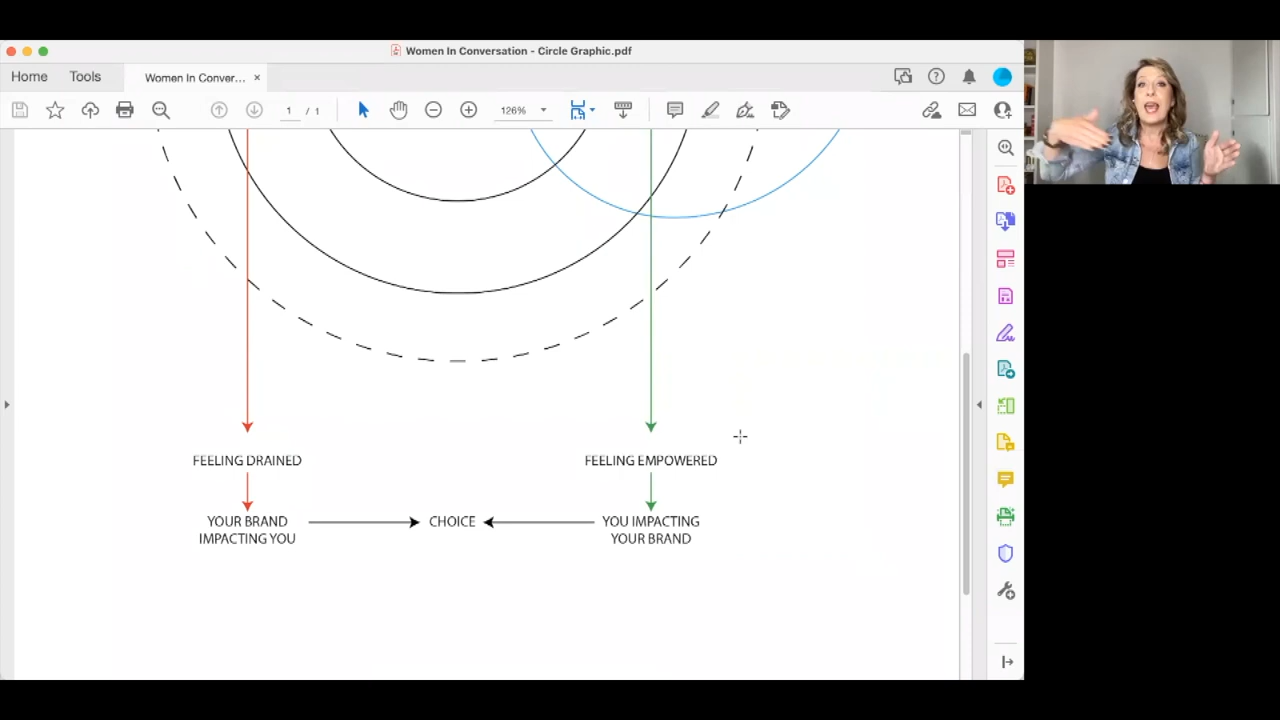 Women In Conversation - Circle Graphic.pdf
Home Tools Women In Conver... ×
1 / 1 126%
FEELING DRAINED FEELING EMPOWERED
YOUR BRAND CHOICE YOU IMPACTING
IMPACTING YOU YOUR BRAND